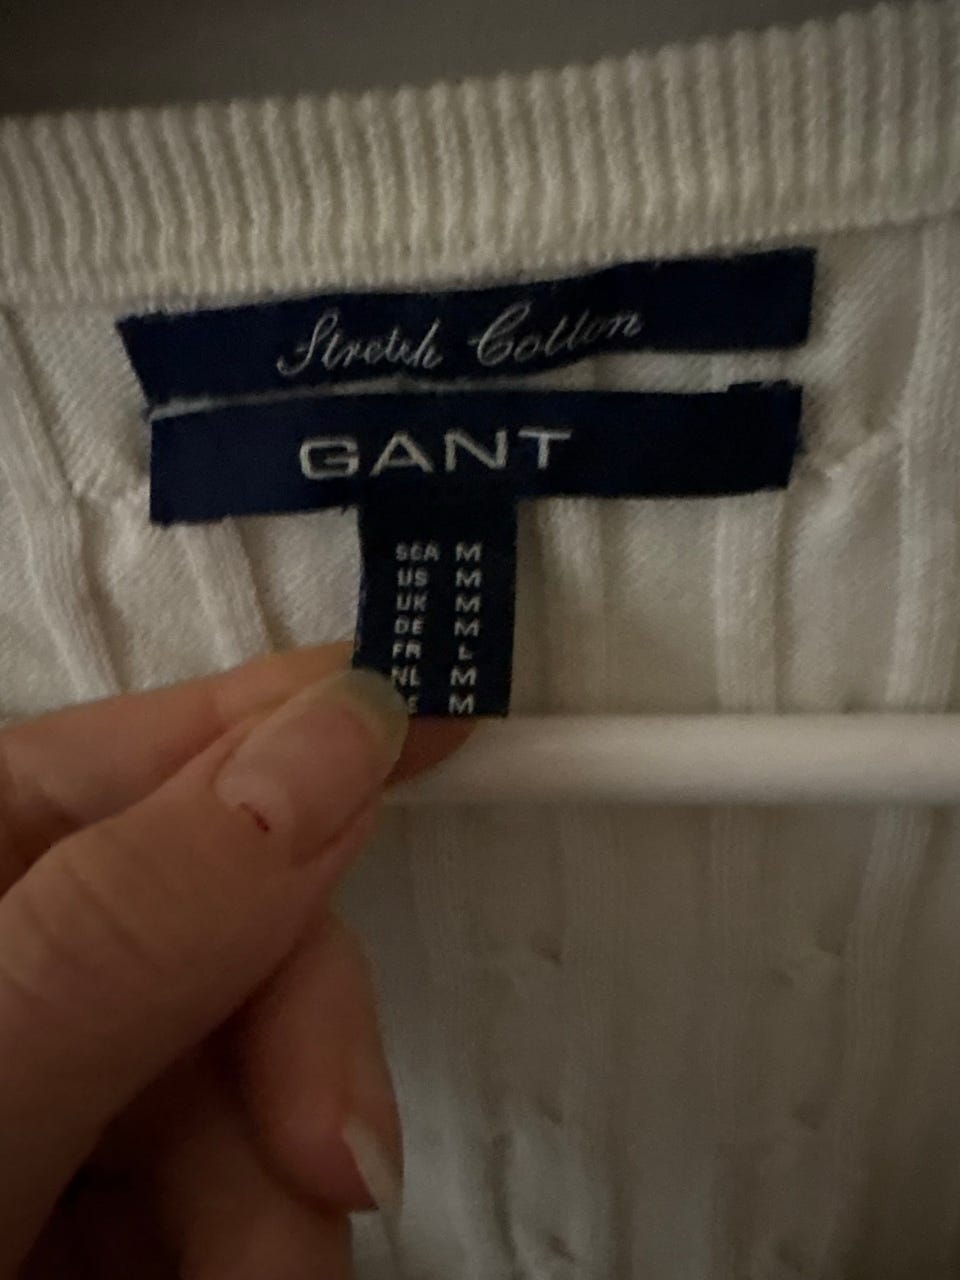 Stretch Cotton
GANT
SCA M
US M
UK M
DE M
FR L
NL M
E M